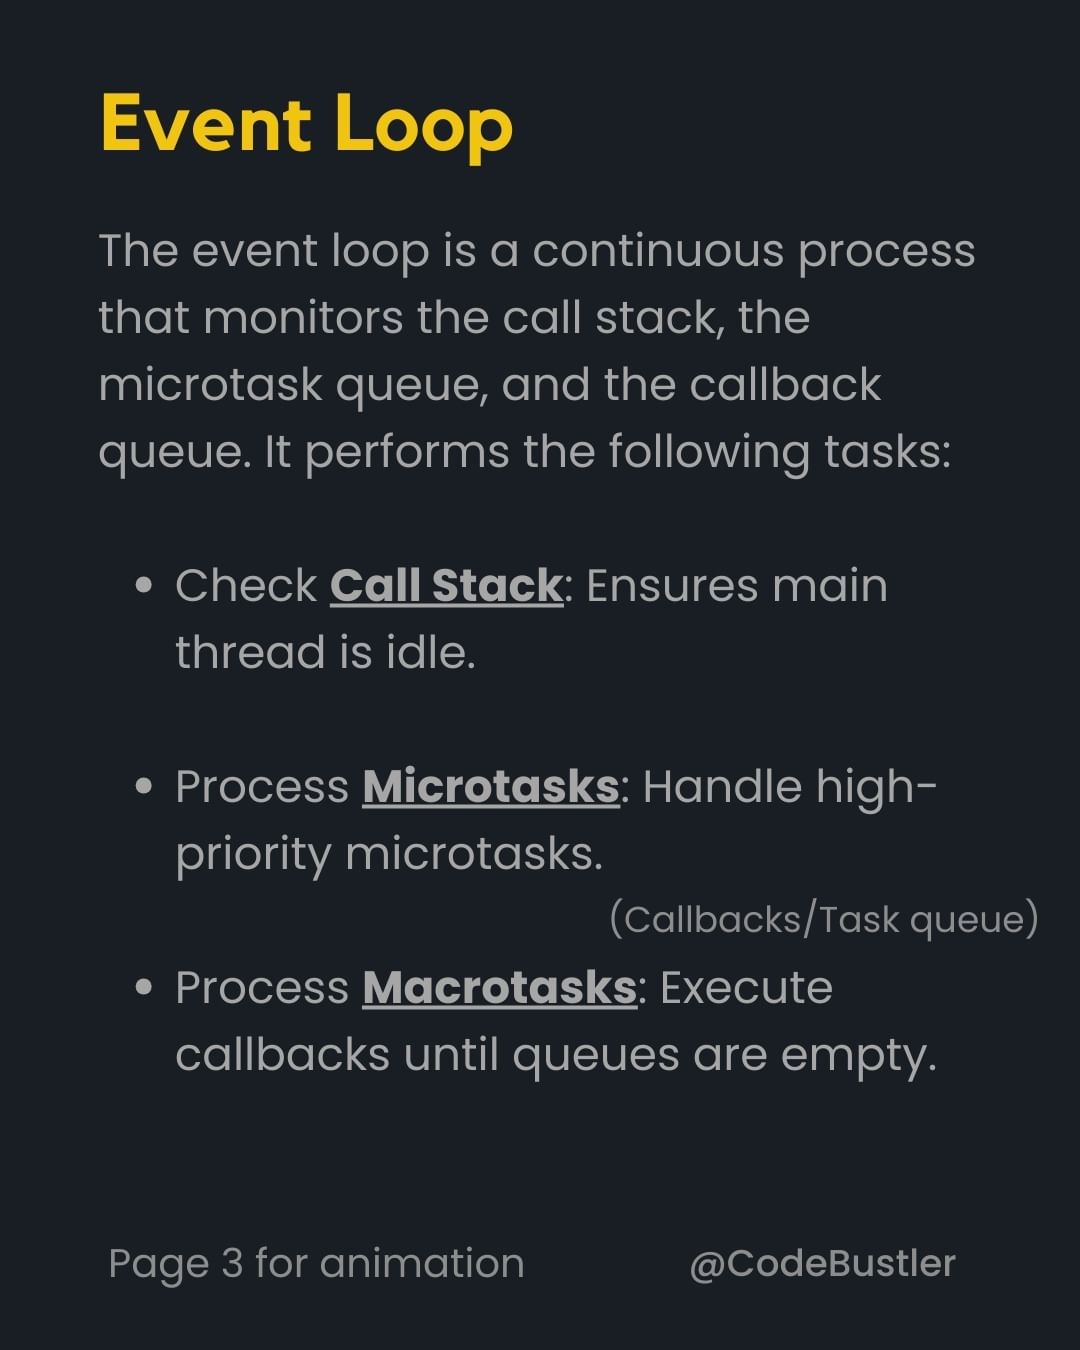 Event Loop
The event loop is a continuous process
that monitors the call stack, the
microtask queue, and the callback
queue. It performs the following tasks:
• Check Call Stack: Ensures main
thread is idle.
• Process Microtasks: Handle high-
priority microtasks.
(Callbacks/Task queue)
• Process Macrotasks: Execute
callbacks until queues are empty.
Page 3 for animation
@CodeBustler